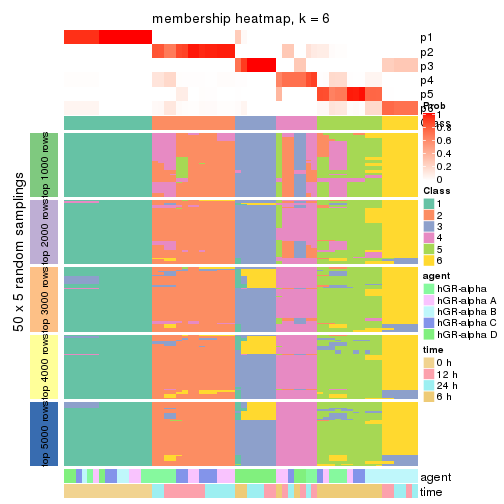 membership heatmap, k = 6
p1
p2
p3
p4
p5
Prob
1
0.8
0.6
0.4
0.2
0
Class
1
2
3
4
5
6
agent
hGR-alpha
hGR-alpha A
hGR-alpha B
hGR-alpha C
hGR-alpha D
time
0 h
12 h
24 h
6 h
50 x 5 random samplings
top 1000 rows
top 2000 rows
top 3000 rows
top 4000 rows
top 5000 rows
agent
time